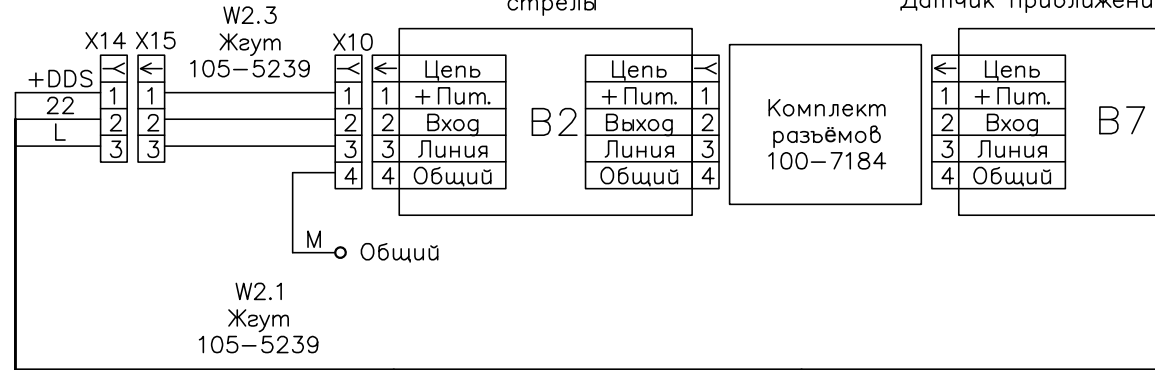 стрелы
W2.3
Жгут
105-5239
X14 X15
X10
+DDS
22
L
1
2
3
1
2
3
1
2
3
4
1 Цепь
+Пит.
2 Вход
3 Линия
4 Общий
B2
Цепь
+Пит. 1
Выход 2
Линия 3
Общий 4
Комплект
разъёмов
100-7184
Цепь
1 +Пит.
2 Вход
3 Линия
4 Общий
B7
M
Общий
W2.1
Жгут
105-5239